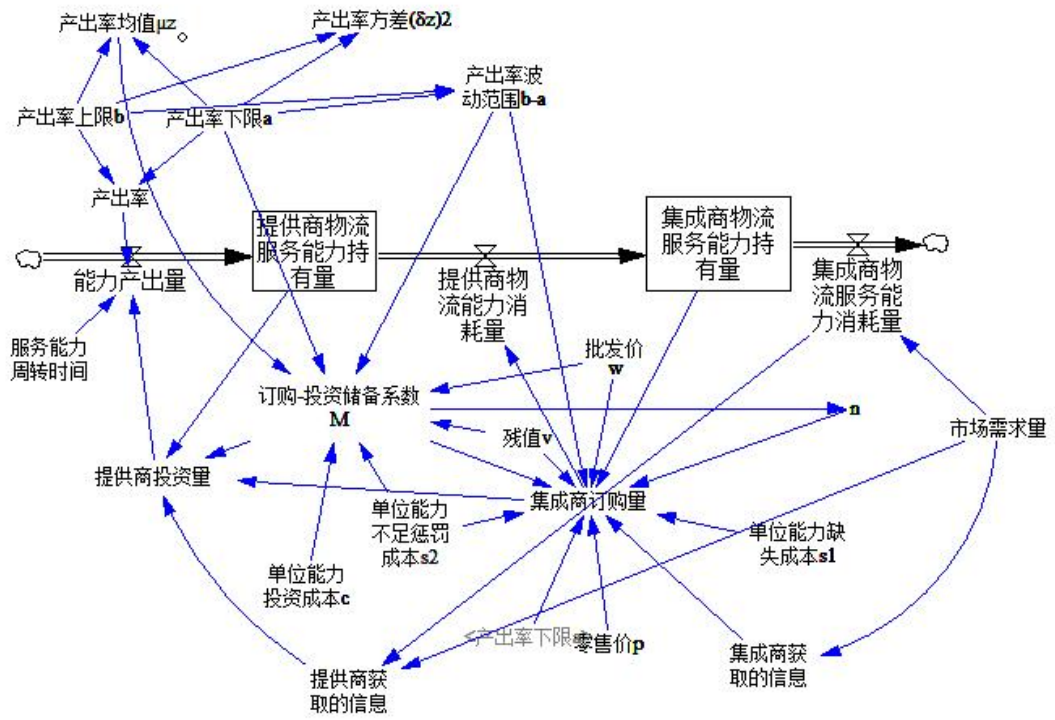 产出率均值μz
产出率方差(δz)2
产出率波
动范围b-a
产出率上限b
产出率下限a
产出率
提供商物流
服务能力持
有量
集成商物流
服务能力持
有量
能力产出量
提供商物
流能力消
耗量
集成商物
流服务能
力消耗量
服务能力
周转时间
批发价
w
订购-投资储备系数
M
n
残值v
市场需求量
提供商投资量
集成商订购量
单位能力
不足惩罚
成本s2
单位能力缺
失成本s1
单位能力
投资成本c
<产出率下限a>
零售价p
集成商获
取的信息
提供商获
取的信息